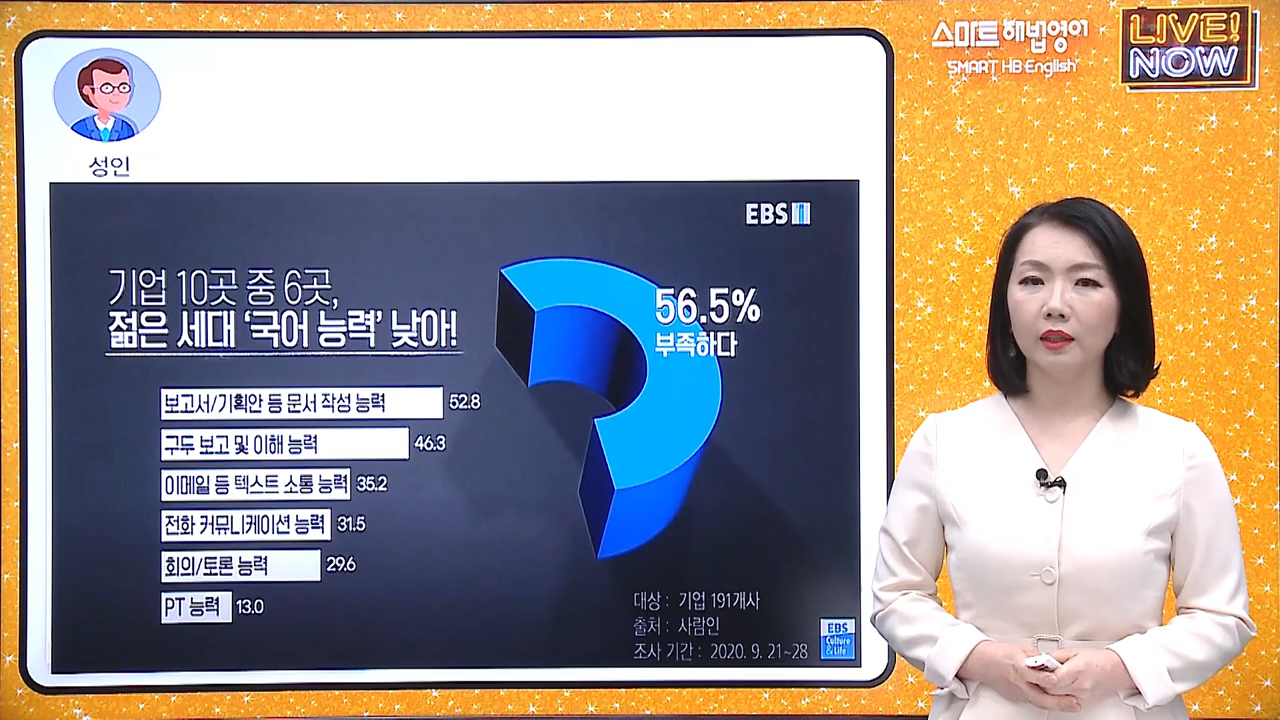 스마트해법영어
SMART HB English
LIVE!
NOW
성인
EBS
기업 10곳 중 6곳,
젊은 세대 ‘국어 능력’ 낮아!
56.5%
부족하다
보고서/기획안 등 문서 작성 능력 52.8
구두 보고 및 이해 능력 46.3
이메일 등 텍스트 소통 능력 35.2
전화 커뮤니케이션 능력 31.5
회의/토론 능력 29.6
PT 능력 13.0
대상 : 기업 191개사
출처 : 사람인
조사 기간 : 2020. 9. 21~28
EBS
Culture
& Life